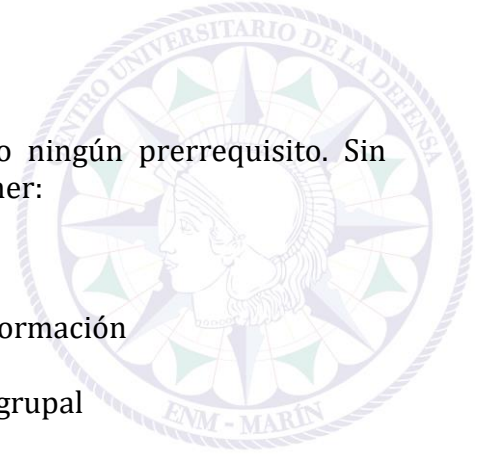 CENTRO UNIVERSITARIO DE LA DEFENSA
o ningún prerrequisito. Sin
ner:
ormación
grupal
ENM - MARÍN